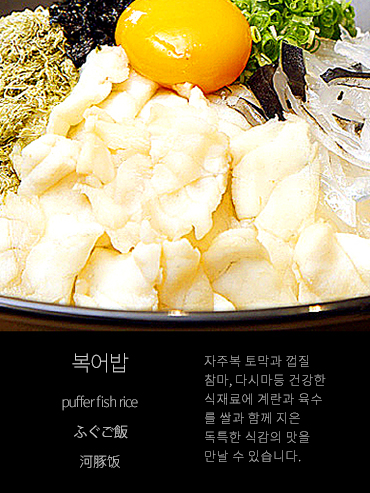 복어밥
puffer fish rice
ふぐご飯
河豚饭
자주복 토막과 껍질
참마, 다시마등 건강한
식재료에 계란과 육수
를 쌀과 함께 지은
독특한 식감의 맛을
만날 수 있습니다.